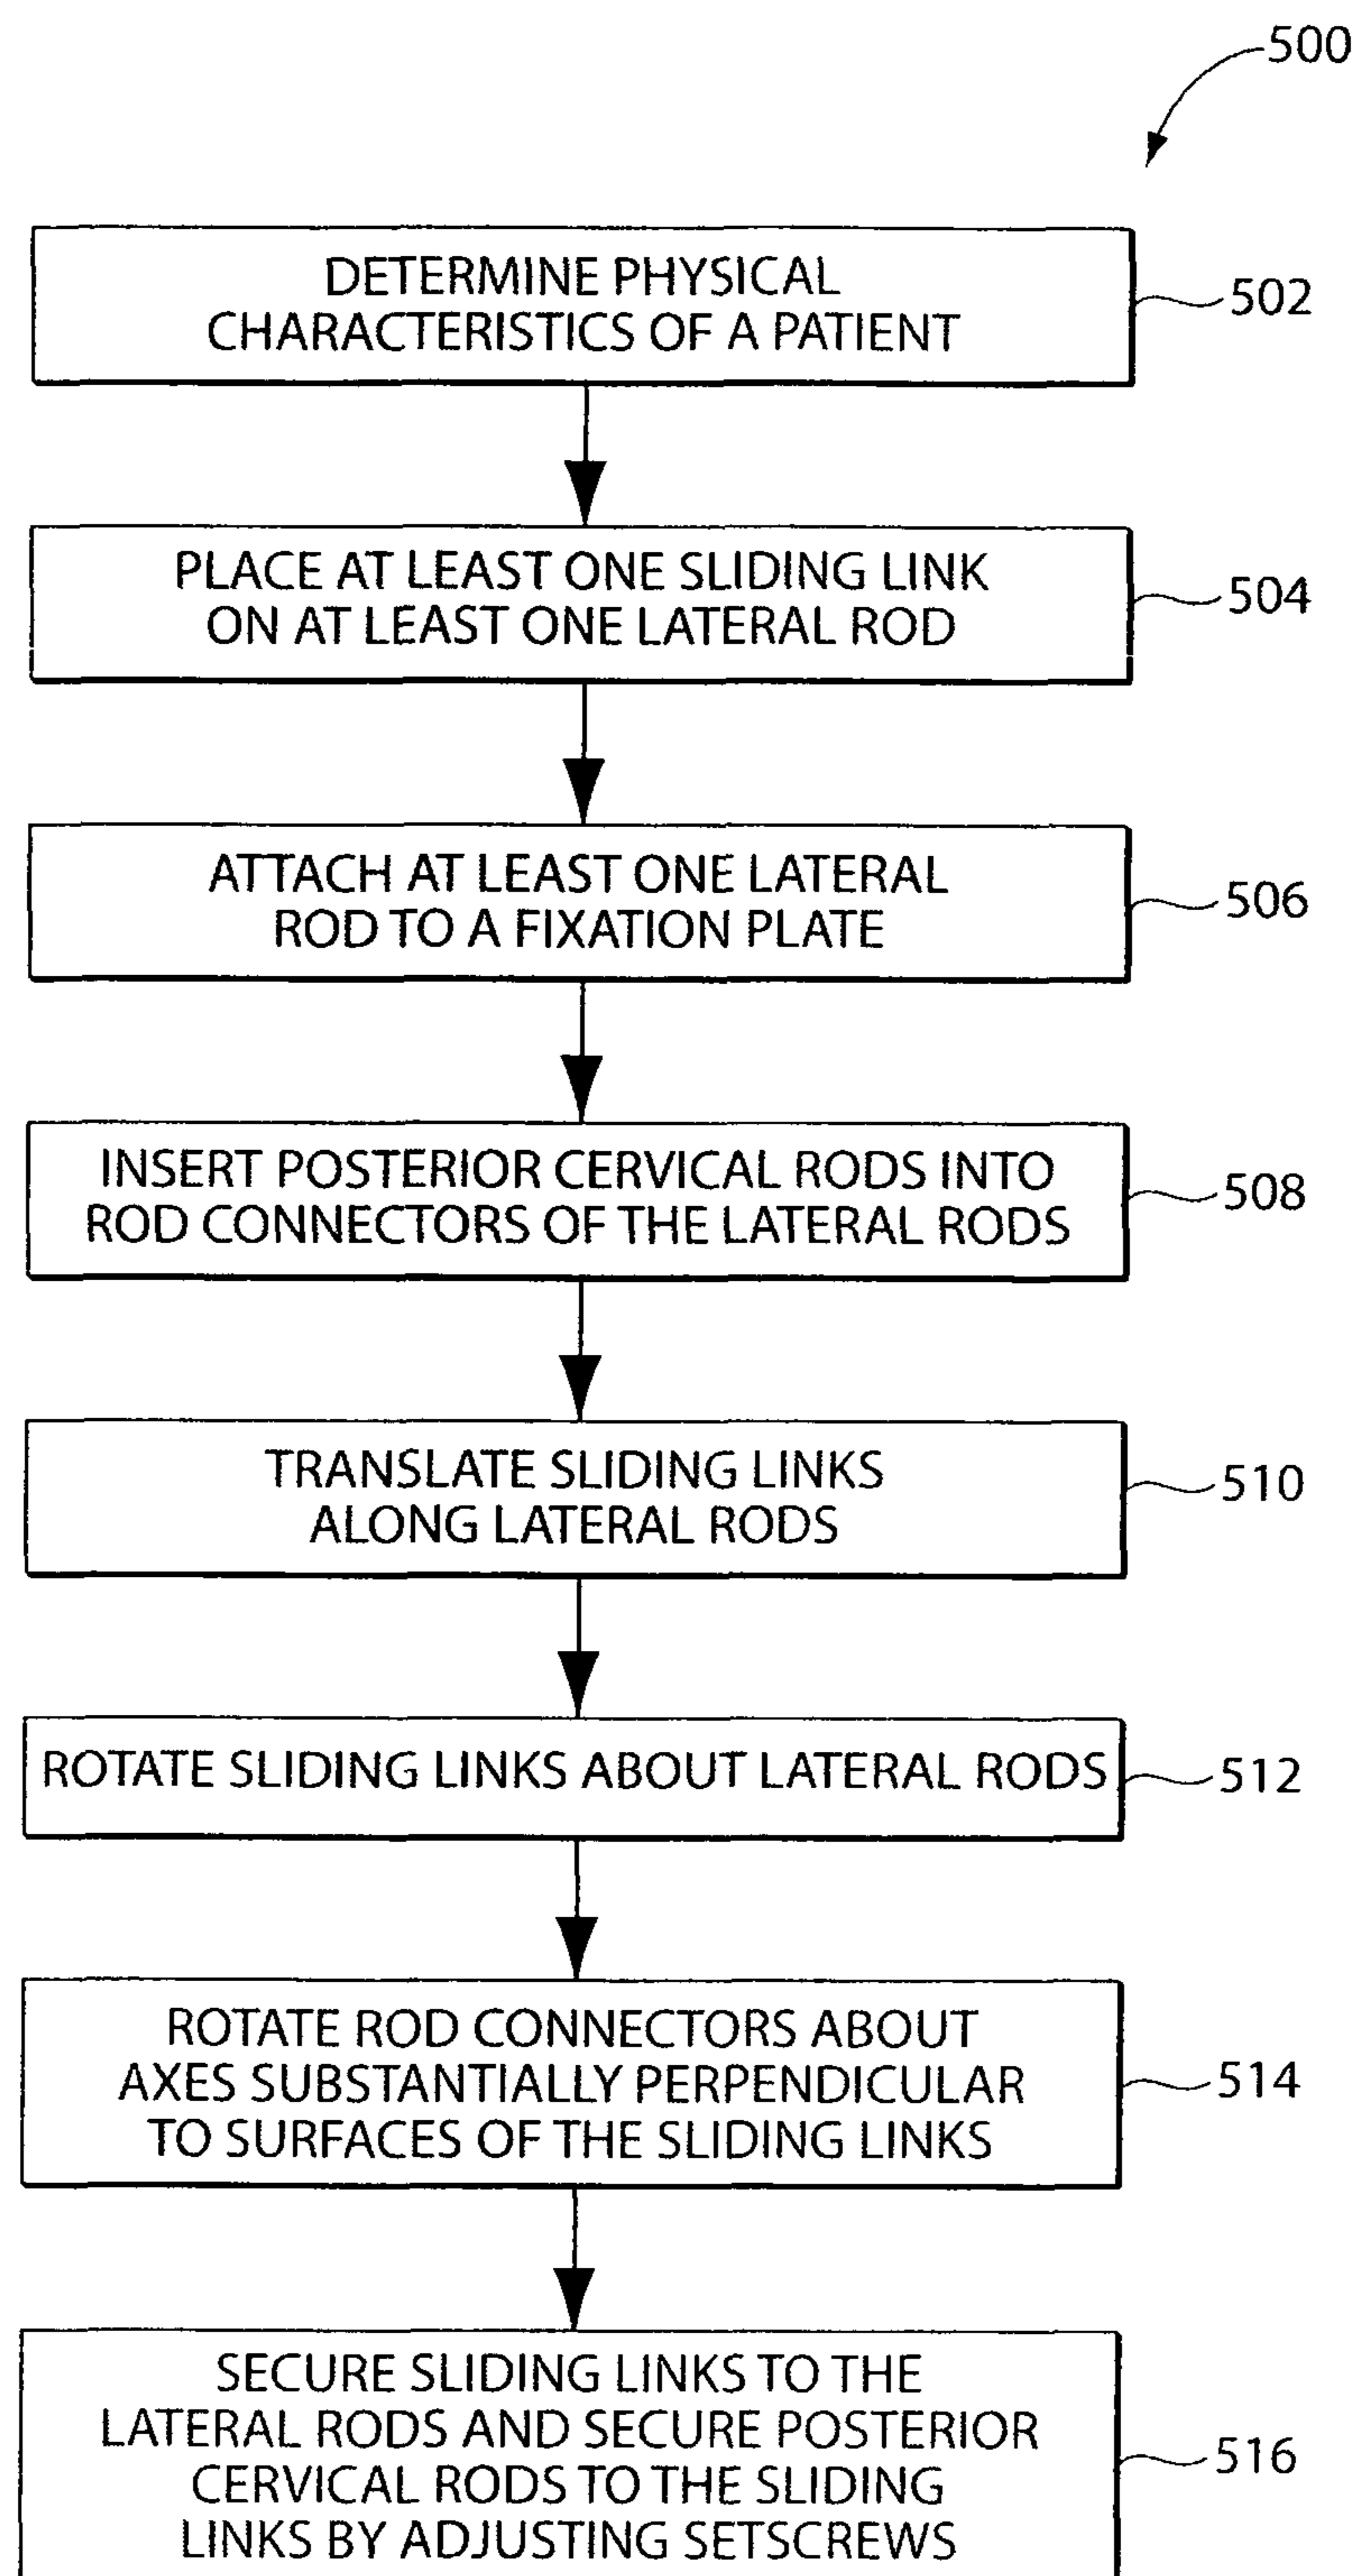 500
DETERMINE PHYSICAL
CHARACTERISTICS OF A PATIENT
502
PLACE AT LEAST ONE SLIDING LINK
ON AT LEAST ONE LATERAL ROD
504
ATTACH AT LEAST ONE LATERAL
ROD TO A FIXATION PLATE
506
INSERT POSTERIOR CERVICAL RODS INTO
ROD CONNECTORS OF THE LATERAL RODS
508
TRANSLATE SLIDING LINKS
ALONG LATERAL RODS
510
ROTATE SLIDING LINKS ABOUT LATERAL RODS
512
ROTATE ROD CONNECTORS ABOUT
AXES SUBSTANTIALLY PERPENDICULAR
TO SURFACES OF THE SLIDING LINKS
514
SECURE SLIDING LINKS TO THE
LATERAL RODS AND SECURE POSTERIOR
CERVICAL RODS TO THE SLIDING
LINKS BY ADJUSTING SETSCREWS
516